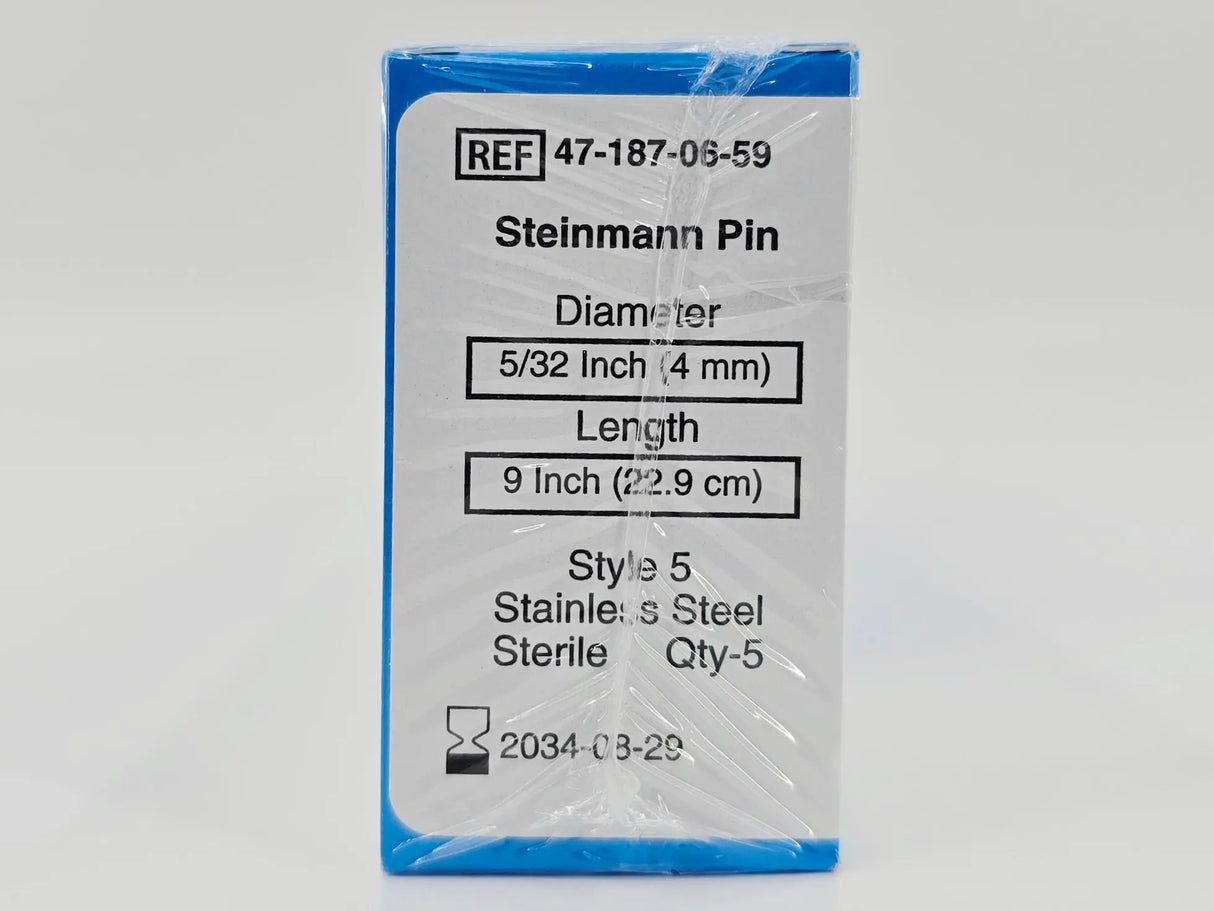 REF 47-187-06-59
Steinmann Pin
Diameter
5/32 Inch (4 mm)
Length
9 Inch (22.9 cm)
Style 5
Stainless Steel
Sterile Qty-5
2034-08-29